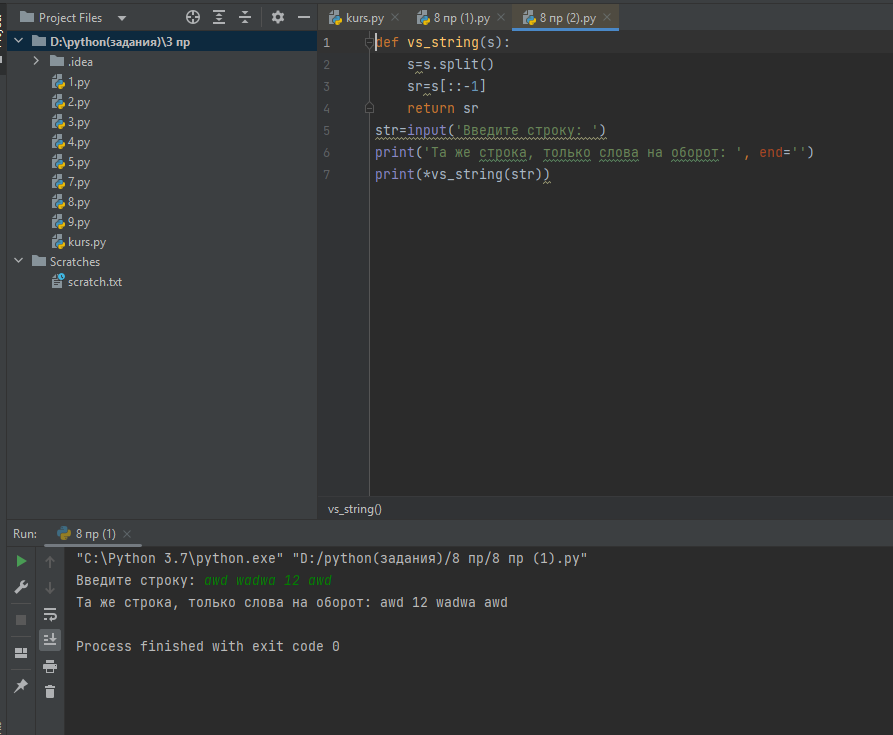 Project Files
kurs.py
8 пр (1).py
8 пр (2).py
D:\python(задания)\3 пр
.idea
1.py
2.py
3.py
4.py
5.py
7.py
8.py
9.py
kurs.py
Scratches
scratch.txt
1 def vs_string(s):
2 s=s.split()
3 sr=s[::-1]
4 return sr
5 str=input('Введите строку: ')
6 print('Та же строка, только слова на оборот: ', end='')
7 print(*vs_string(str))
vs_string()
Run:
8 пр (1)
"C:\Python 3.7\python.exe" "D:/python(задания)/8 пр/8 пр (1).py"
Введите строку: awd wadwa 12 awd
Та же строка, только слова на оборот: awd 12 wadwa awd
Process finished with exit code 0